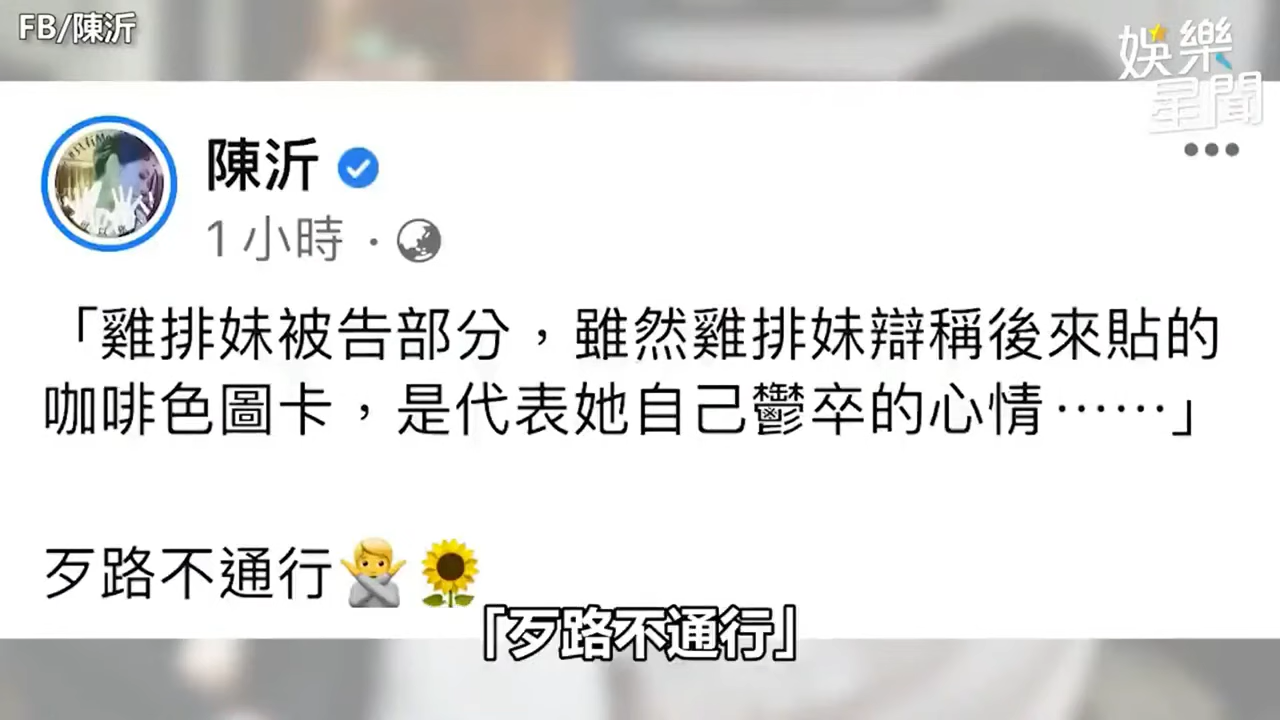 FB/陳沂
娛樂
星聞
陳沂
1 小時 ·
「雞排妹被告部分，雖然雞排妹辯稱後來貼的
咖啡色圖卡，是代表她自己鬱卒的心情⋯⋯」
歹路不通行🙅🌻
「歹路不通行」